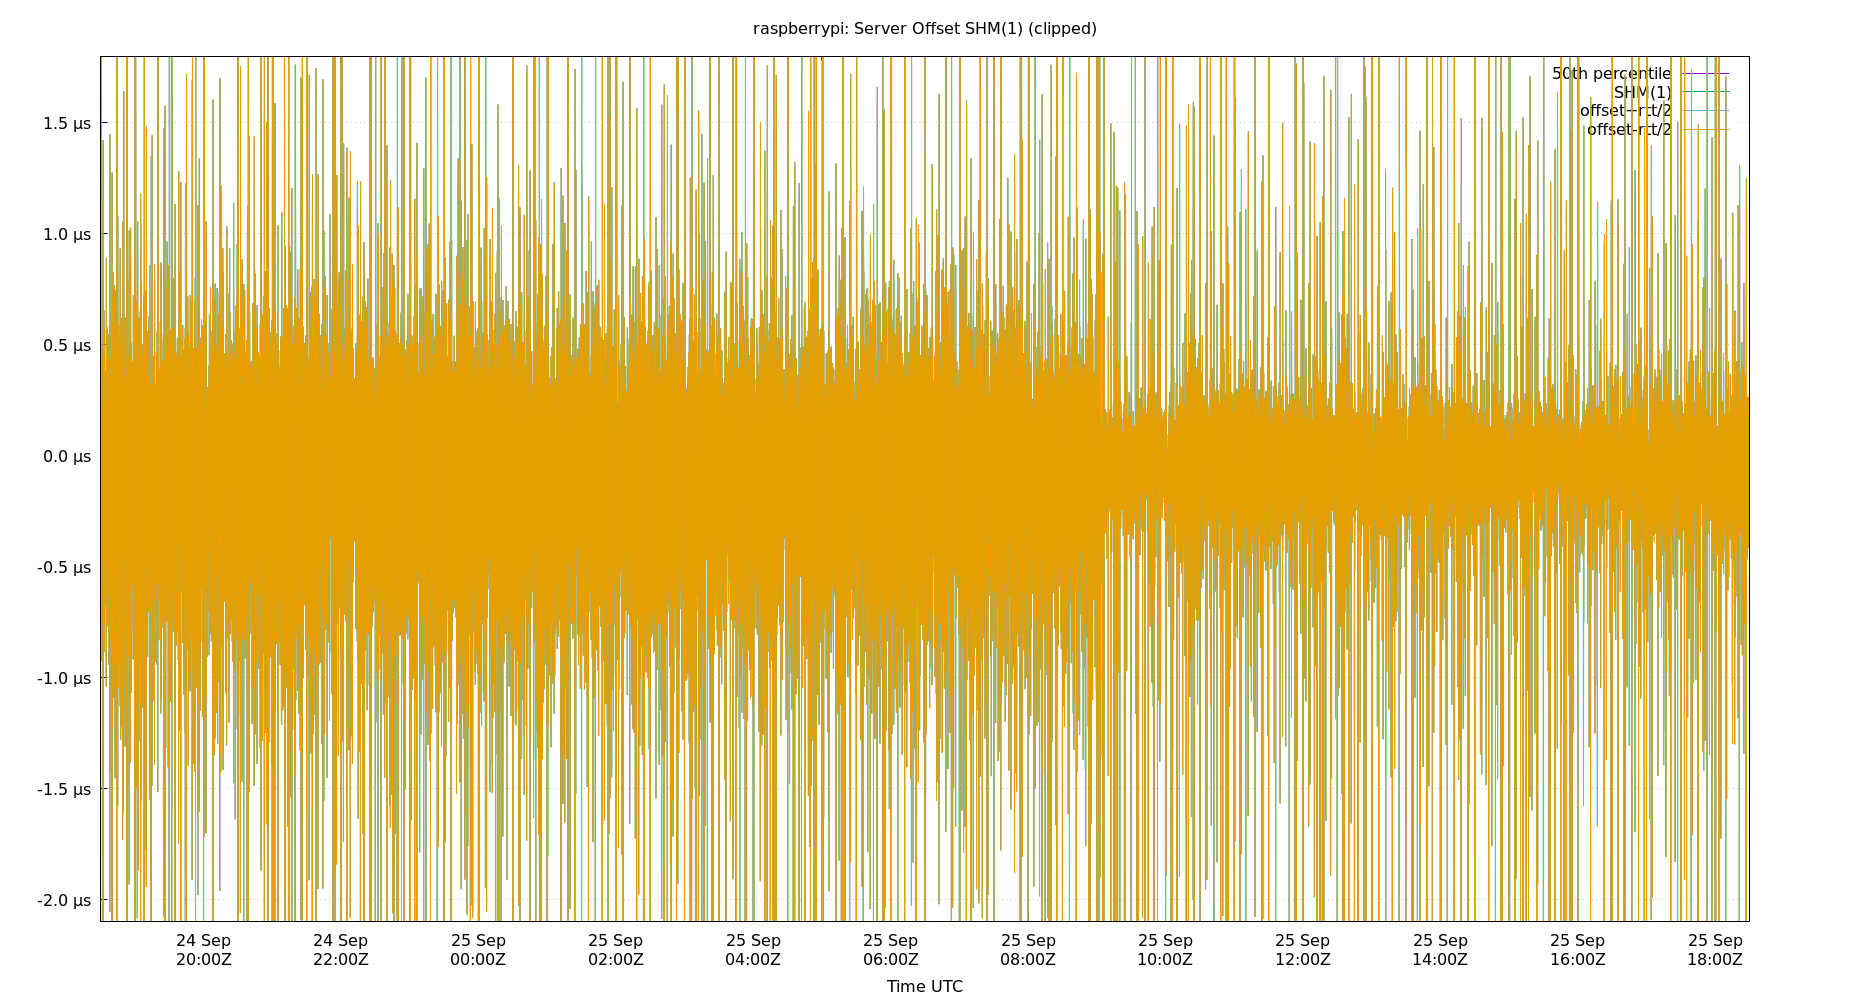 raspberrypi: Server Offset SHM(1) (clipped)
50th percentile
SHM(1)
offset+rtt/2
offset-rtt/2
1.5 µs
1.0 µs
0.5 µs
0.0 µs
-0.5 µs
-1.0 µs
-1.5 µs
-2.0 µs
24 Sep 24 Sep 25 Sep 25 Sep 25 Sep 25 Sep 25 Sep 25 Sep 25 Sep 25 Sep 25 Sep 25 Sep
20:00Z 22:00Z 00:00Z 02:00Z 04:00Z 06:00Z 08:00Z 10:00Z 12:00Z 14:00Z 16:00Z 18:00Z
Time UTC